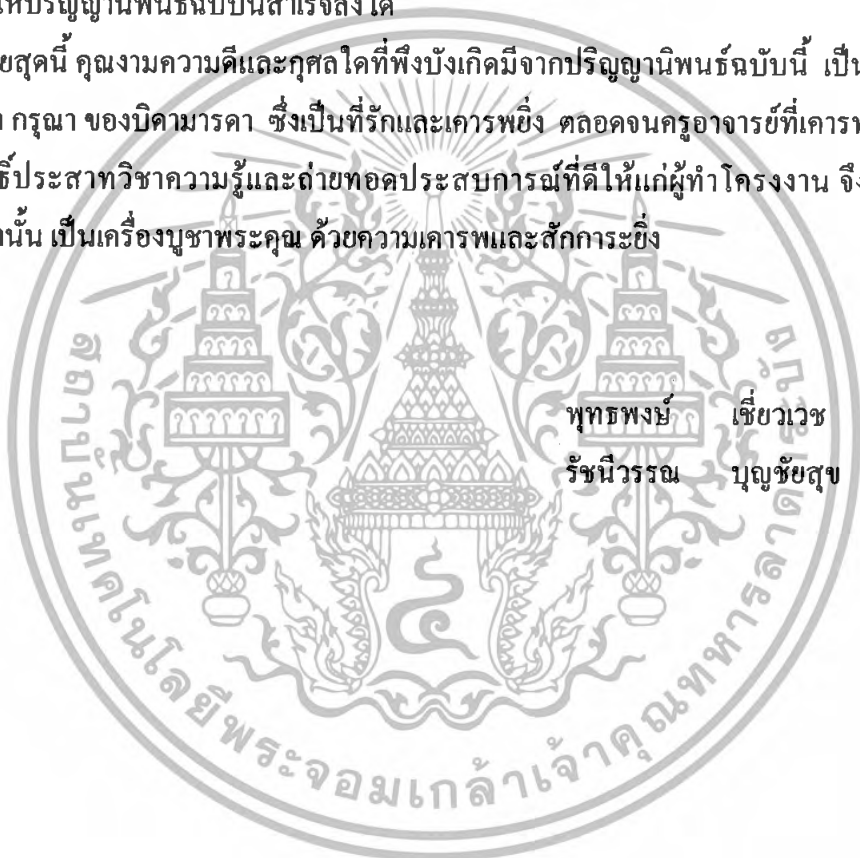 ให้ปริญญานิพนธ์ฉบับนี้สำเร็จลงได้
ยสุดนี้ คุณงามความดีและกุศลใดที่พึงบังเกิดมีจากปริญญานิพนธ์ฉบับนี้ เป็น
กรุณา ของบิดามารดา ซึ่งเป็นที่รักและเคารพยิ่ง ตลอดจนครูอาจารย์ที่เคารพ
ธิ์ประสาทวิชาความรู้และถ่ายทอดประสบการณ์ที่ดีให้แก่ผู้ทำโครงงาน จึง
นั้น เป็นเครื่องบูชาพระคุณ ด้วยความเคารพและสักการะยิ่ง
พุทธพงษ์ เชี่ยวเวช
รัชนีวรรณ บุญชัยสุข
สถาบันเทคโนโลยีพระจอมเกล้าเจ้าคุณทหารลาดกระบัง